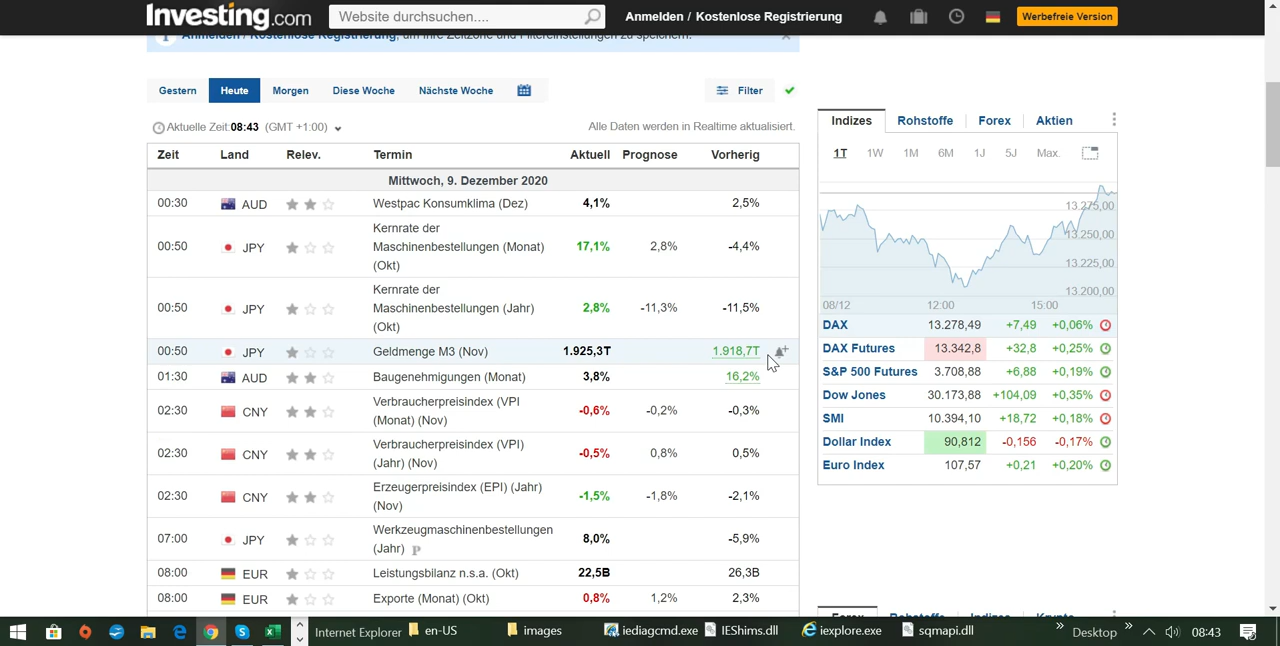 Investing.com
Website durchsuchen....
Anmelden / Kostenlose Registrierung
Werbefreie Version
Anmelden / Kostenlose Registrierung, um Ihre Zeitzone und Filtereinstellungen zu speichern.
Gestern Heute Morgen Diese Woche Nächste Woche Filter
Aktuelle Zeit:08:43 (GMT +1:00)
Alle Daten werden in Realtime aktualisiert.
Zeit Land Relev. Termin Aktuell Prognose Vorherig
Mittwoch, 9. Dezember 2020
00:30 AUD Westpac Konsumklima (Dez) 4,1% 2,5%
00:50 JPY Kernrate der
Maschinenbestellungen (Monat) 17,1% 2,8% -4,4%
(Okt)
00:50 JPY Kernrate der
Maschinenbestellungen (Jahr) 2,8% -11,3% -11,5%
(Okt)
00:50 JPY Geldmenge M3 (Nov) 1.925,3T 1.918,7T
01:30 AUD Baugenehmigungen (Monat) 3,8% 16,2%
02:30 CNY Verbraucherpreisindex (VPI
(Monat) (Nov) -0,6% -0,2% -0,3%
02:30 CNY Verbraucherpreisindex (VPI)
(Jahr) (Nov) -0,5% 0,8% 0,5%
02:30 CNY Erzeugerpreisindex (EPI) (Jahr)
(Nov) -1,5% -1,8% -2,1%
07:00 JPY Werkzeugmaschinenbestellungen
(Jahr) P 8,0% -5,9%
08:00 EUR Leistungsbilanz n.s.a. (Okt) 22,5B 26,3B
08:00 EUR Exporte (Monat) (Okt) 0,8% 1,2% 2,3%
Indizes Rohstoffe Forex Aktien
1T 1W 1M 6M 1J 5J Max.
13.275,00
13.250,00
13.225,00
13.200,00
08/12 12:00 15:00
DAX 13.278,49 +7,49 +0,06%
DAX Futures 13.342,8 +32,8 +0,25%
S&P 500 Futures 3.708,88 +6,88 +0,19%
Dow Jones 30.173,88 +104,09 +0,35%
SMI 10.394,10 +18,72 +0,18%
Dollar Index 90,812 -0,156 -0,17%
Euro Index 107,57 +0,21 +0,20%
Forex Rohstoffe Indizes Krypto
Internet Explorer en-US images iediagcmd.exe IEShims.dll iexplore.exe sqmapi.dll Desktop 08:43